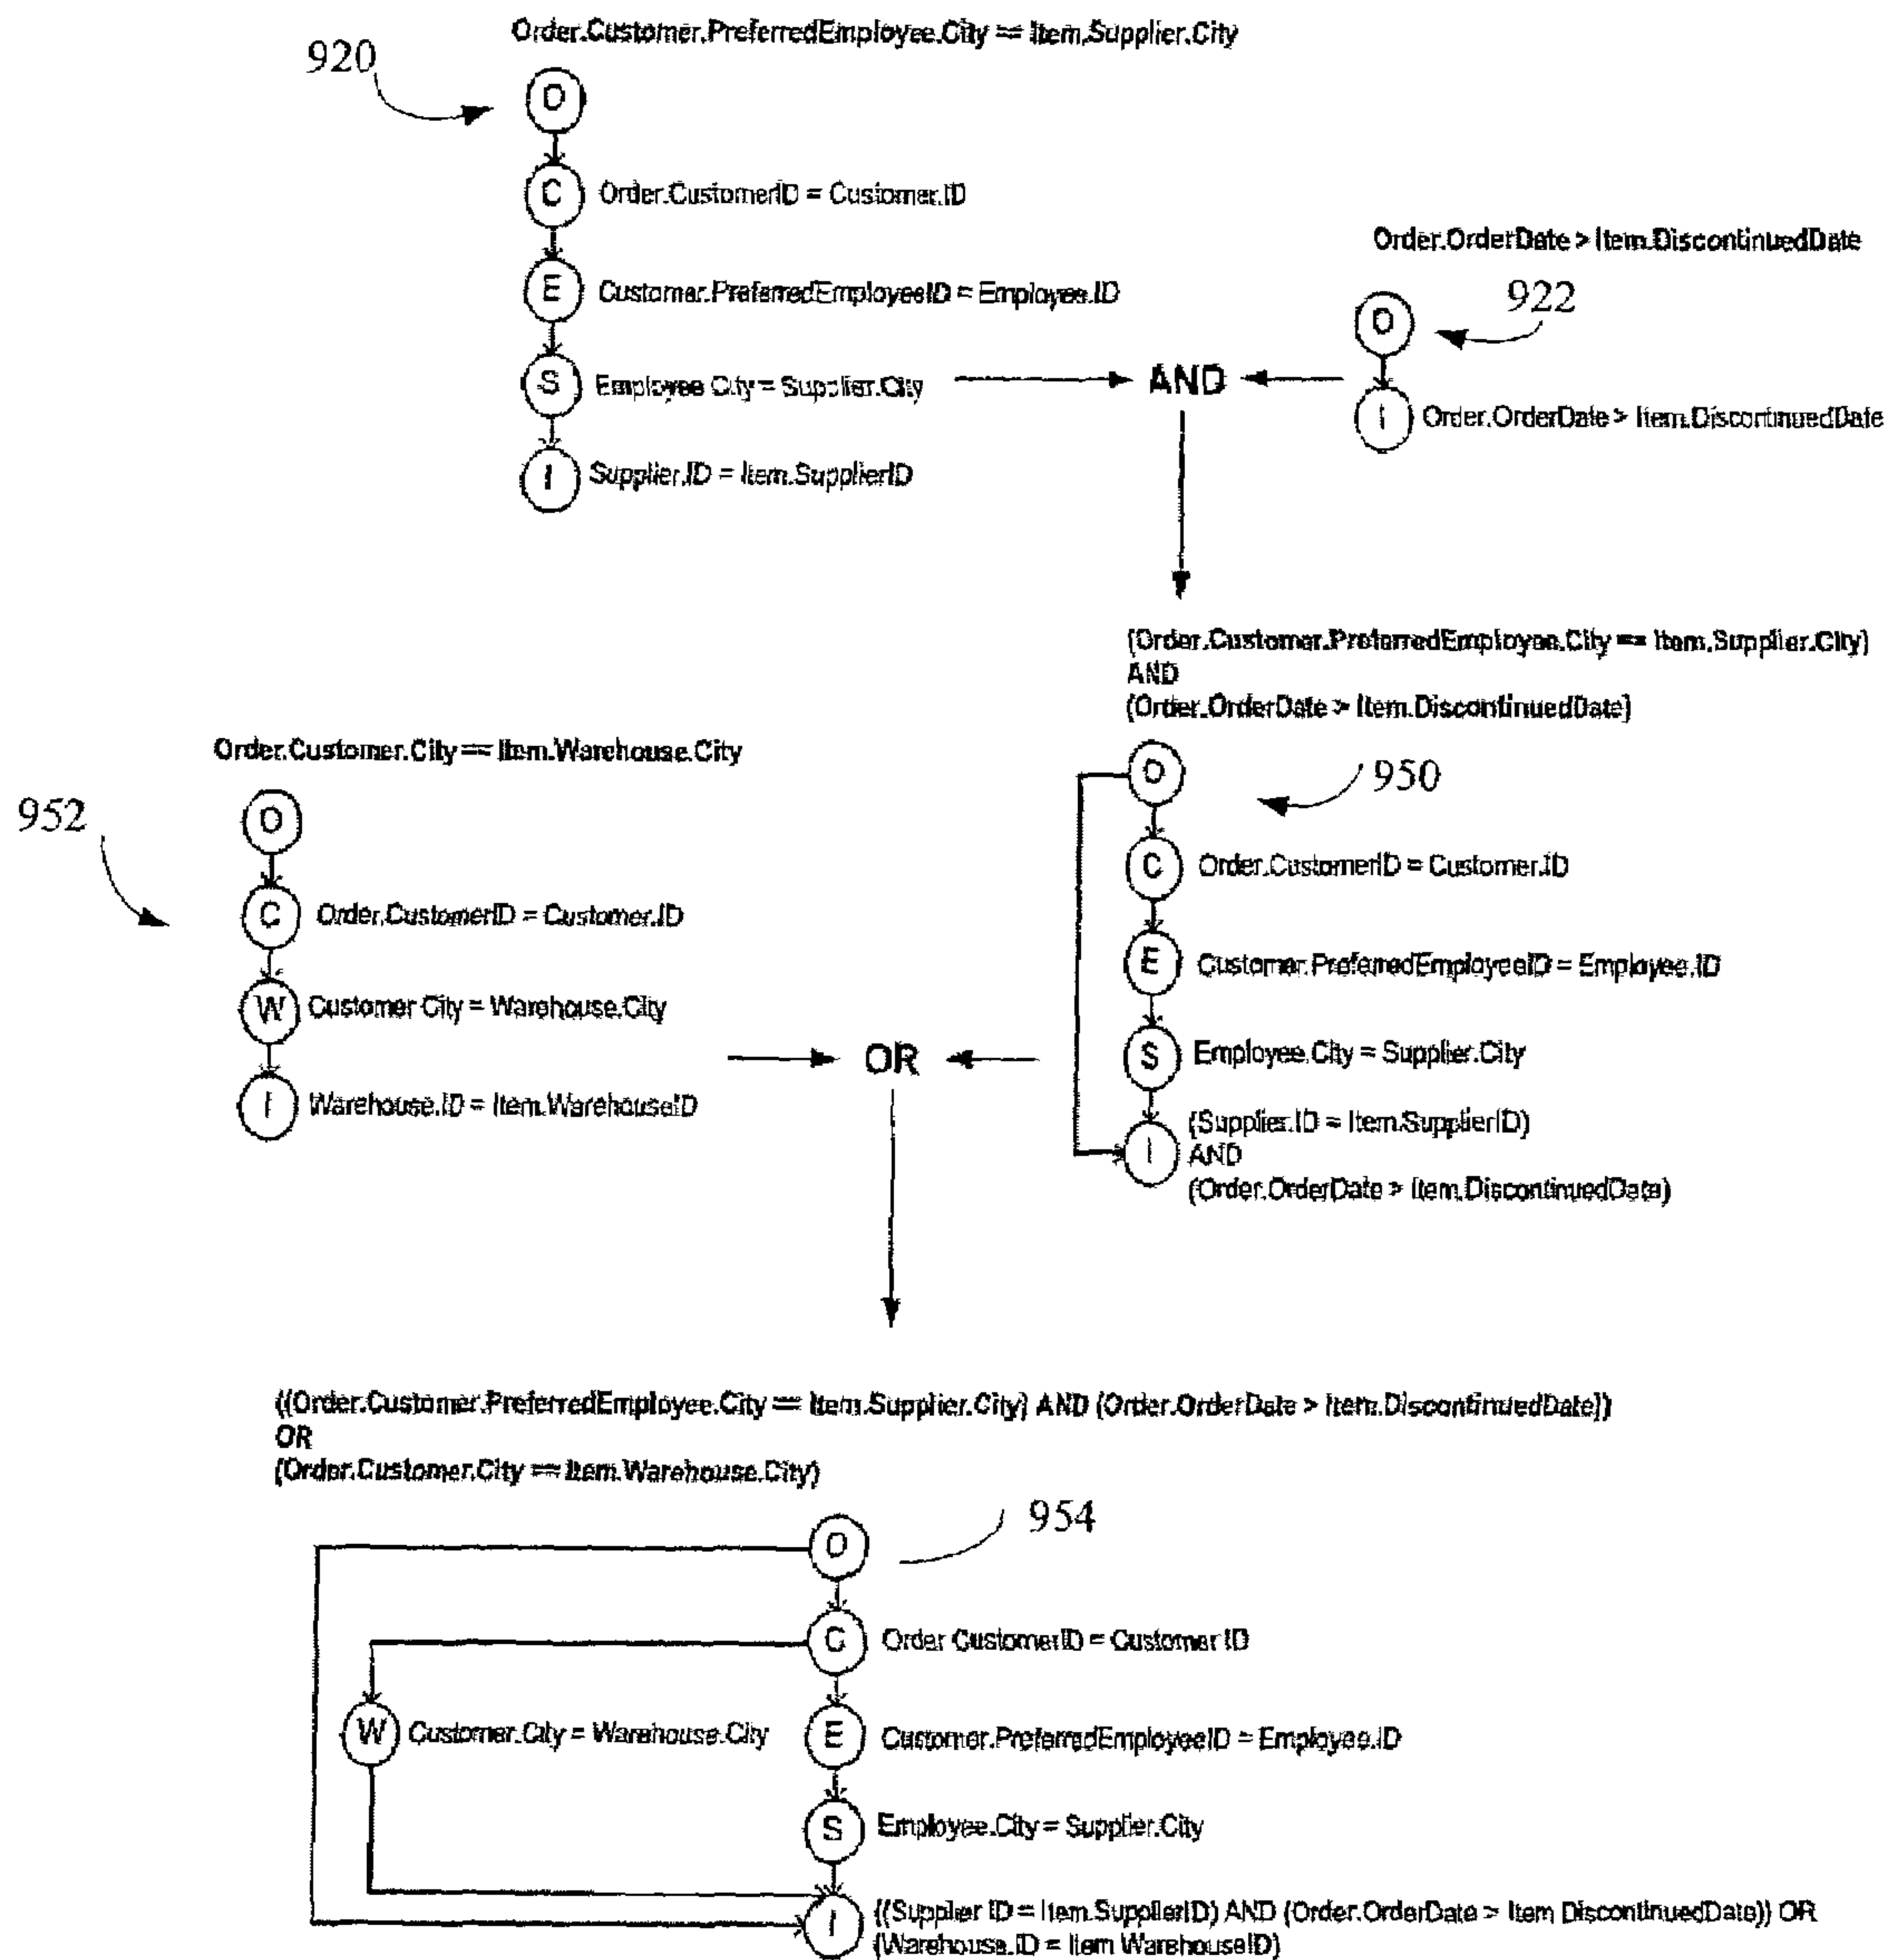 Order.Customer.PreferredEmployee.City == Item.Supplier.City
920
O
C Order.CustomerID = Customer.ID
E Customer.PreferredEmployeeID = Employee.ID
S Employee.City = Supplier.City
I Supplier.ID = Item.SupplierID
AND
Order.OrderDate > Item.DiscontinuedDate
922
O
I Order.OrderDate > Item.DiscontinuedDate
(Order.Customer.PreferredEmployee.City == Item.Supplier.City)
AND
(Order.OrderDate > Item.DiscontinuedDate)
950
O
C Order.CustomerID = Customer.ID
E Customer.PreferredEmployeeID = Employee.ID
S Employee.City = Supplier.City
I (Supplier.ID = Item.SupplierID)
AND
(Order.OrderDate > Item.DiscontinuedDate)
Order.Customer.City == Item.Warehouse.City
952
O
C Order.CustomerID = Customer.ID
W Customer.City = Warehouse.City
I Warehouse.ID = Item.WarehouseID
OR
((Order.Customer.PreferredEmployee.City == Item.Supplier.City) AND (Order.OrderDate > Item.DiscontinuedDate))
OR
(Order.Customer.City == Item.Warehouse.City)
954
O
C Order.CustomerID = Customer.ID
W Customer.City = Warehouse.City
E Customer.PreferredEmployeeID = Employee.ID
S Employee.City = Supplier.City
I ((Supplier.ID = Item.SupplierID) AND (Order.OrderDate > Item.DiscontinuedDate)) OR
(Warehouse.ID = Item.WarehouseID)